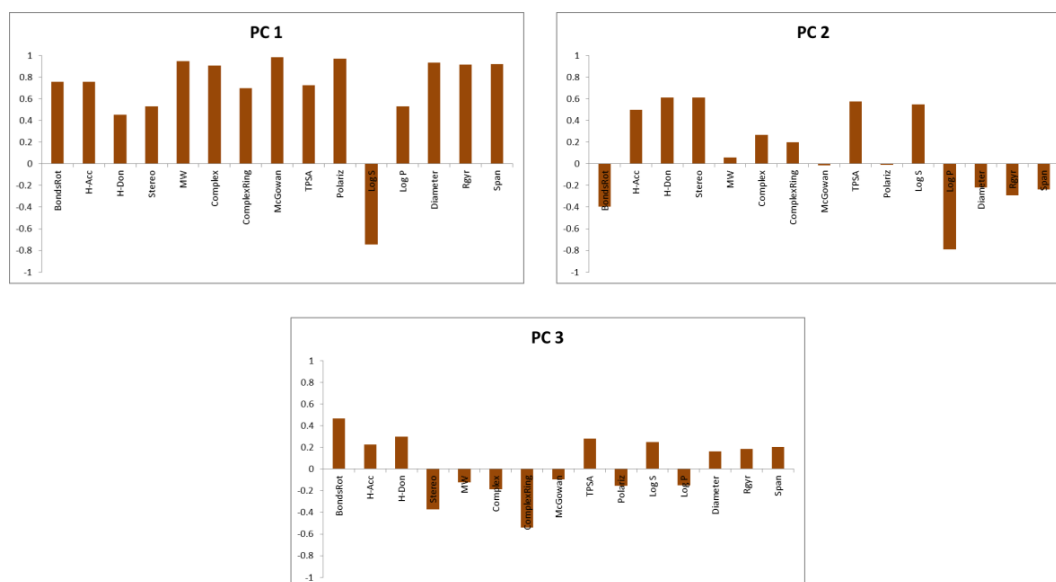 PC 1
1
0.8
0.6
0.4
0.2
0
-0.2
-0.4
-0.6
-0.8
-1
BondsRot
H-Acc
H-Don
Stereo
MW
Complex
ComplexRing
McGowan
TPSA
Polariz
Log S
Log P
Diameter
Rgyr
Span
PC 2
1
0.8
0.6
0.4
0.2
0
-0.2
-0.4
-0.6
-0.8
-1
BondsRot
H-Acc
H-Don
Stereo
MW
Complex
ComplexRing
McGowan
TPSA
Polariz
Log S
Log P
Diameter
Rgyr
Span
PC 3
1
0.8
0.6
0.4
0.2
0
-0.2
-0.4
-0.6
-0.8
-1
BondsRot
H-Acc
H-Don
Stereo
MW
Complex
ComplexRing
McGowan
TPSA
Polariz
Log S
Log P
Diameter
Rgyr
Span